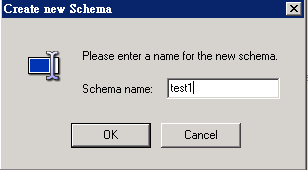 Create new Schema
Please enter a name for the new schema.
Schema name: test1
OK Cancel